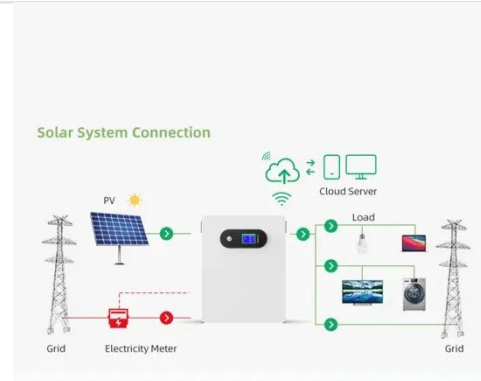 Solar System Connection
Cloud Server
PV
Load
Grid
Electricity Meter
Grid